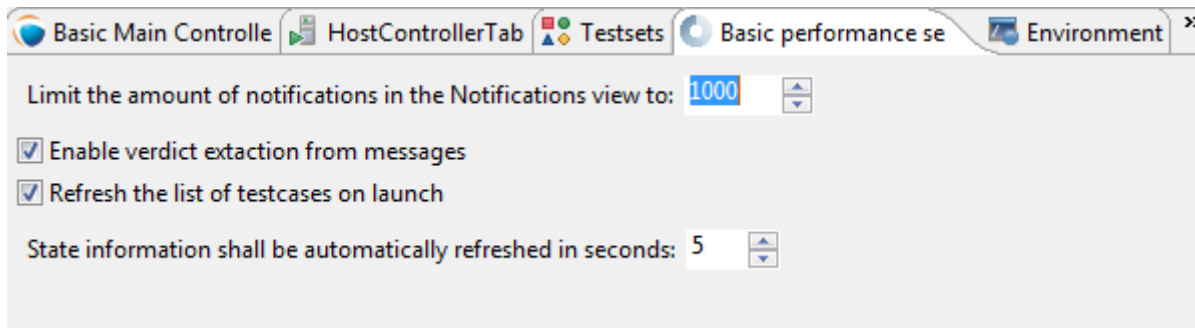 Basic Main Controlle HostControllerTab Testsets Basic performance se Environment »
Limit the amount of notifications in the Notifications view to: 1000
Enable verdict extaction from messages
Refresh the list of testcases on launch
State information shall be automatically refreshed in seconds: 5